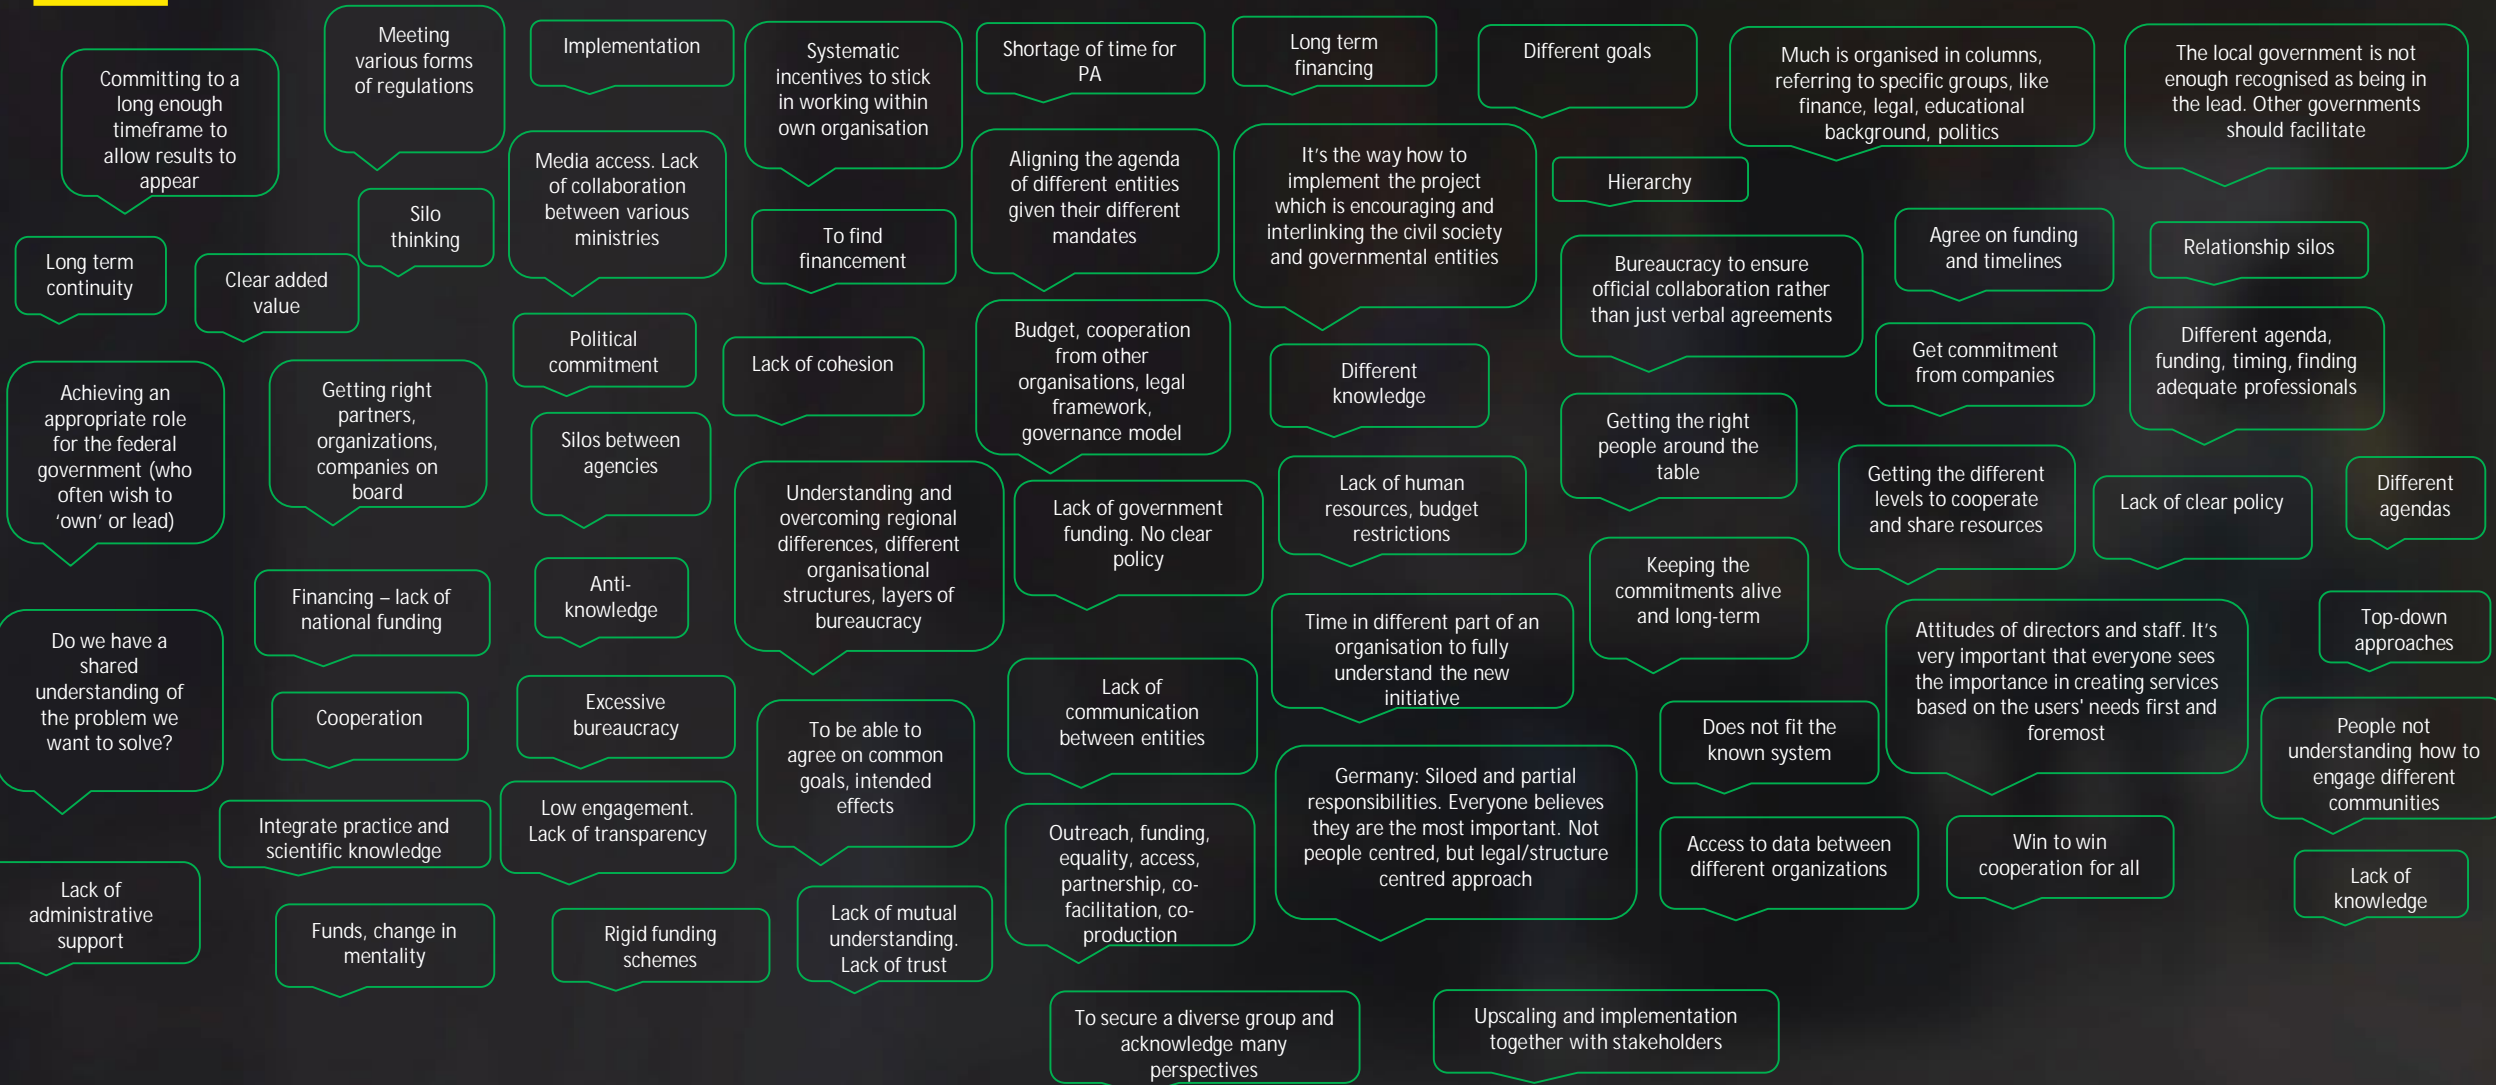 Committing to a
long enough
timeframe to
allow results to
appear
Meeting
various forms
of regulations
Implementation
Systematic
incentives to stick
in working within
own organisation
Shortage of time for
PA
Long term
financing
Different goals
Much is organised in columns,
referring to specific groups, like
finance, legal, educational
background, politics
The local government is not
enough recognised as being in
the lead. Other governments
should facilitate
Silo
thinking
Media access. Lack
of collaboration
between various
ministries
To find
financement
Aligning the agenda
of different entities
given their different
mandates
It's the way how to
implement the project
which is encouraging and
interlinking the civil society
and governmental entities
Hierarchy
Agree on funding
and timelines
Relationship silos
Long term
continuity
Clear added
value
Bureaucracy to ensure
official collaboration rather
than just verbal agreements
Political
commitment
Lack of cohesion
Budget, cooperation
from other
organisations, legal
framework,
governance model
Different
knowledge
Get commitment
from companies
Different agenda,
funding, timing, finding
adequate professionals
Achieving an
appropriate role
for the federal
government (who
often wish to
‘own’ or lead)
Getting right
partners,
organizations,
companies on
board
Silos between
agencies
Getting the right
people around the
table
Understanding and
overcoming regional
differences, different
organisational
structures, layers of
bureaucracy
Lack of government
funding. No clear
policy
Lack of human
resources, budget
restrictions
Getting the different
levels to cooperate
and share resources
Lack of clear policy
Different
agendas
Financing – lack of
national funding
Anti-
knowledge
Keeping the
commitments alive
and long-term
Do we have a
shared
understanding of
the problem we
want to solve?
Time in different part of an
organisation to fully
understand the new
initiative
Attitudes of directors and staff. It's
very important that everyone sees
the importance in creating services
based on the users' needs first and
foremost
Top-down
approaches
Cooperation
Excessive
bureaucracy
To be able to
agree on common
goals, intended
effects
Lack of
communication
between entities
Does not fit the
known system
People not
understanding how to
engage different
communities
Integrate practice and
scientific knowledge
Low engagement.
Lack of transparency
Outreach, funding,
equality, access,
partnership, co-
facilitation, co-
production
Germany: Siloed and partial
responsibilities. Everyone believes
they are the most important. Not
people centred, but legal/structure
centred approach
Access to data between
different organizations
Win to win
cooperation for all
Lack of
knowledge
Lack of
administrative
support
Funds, change in
mentality
Rigid funding
schemes
Lack of mutual
understanding.
Lack of trust
To secure a diverse group and
acknowledge many
perspectives
Upscaling and implementation
together with stakeholders